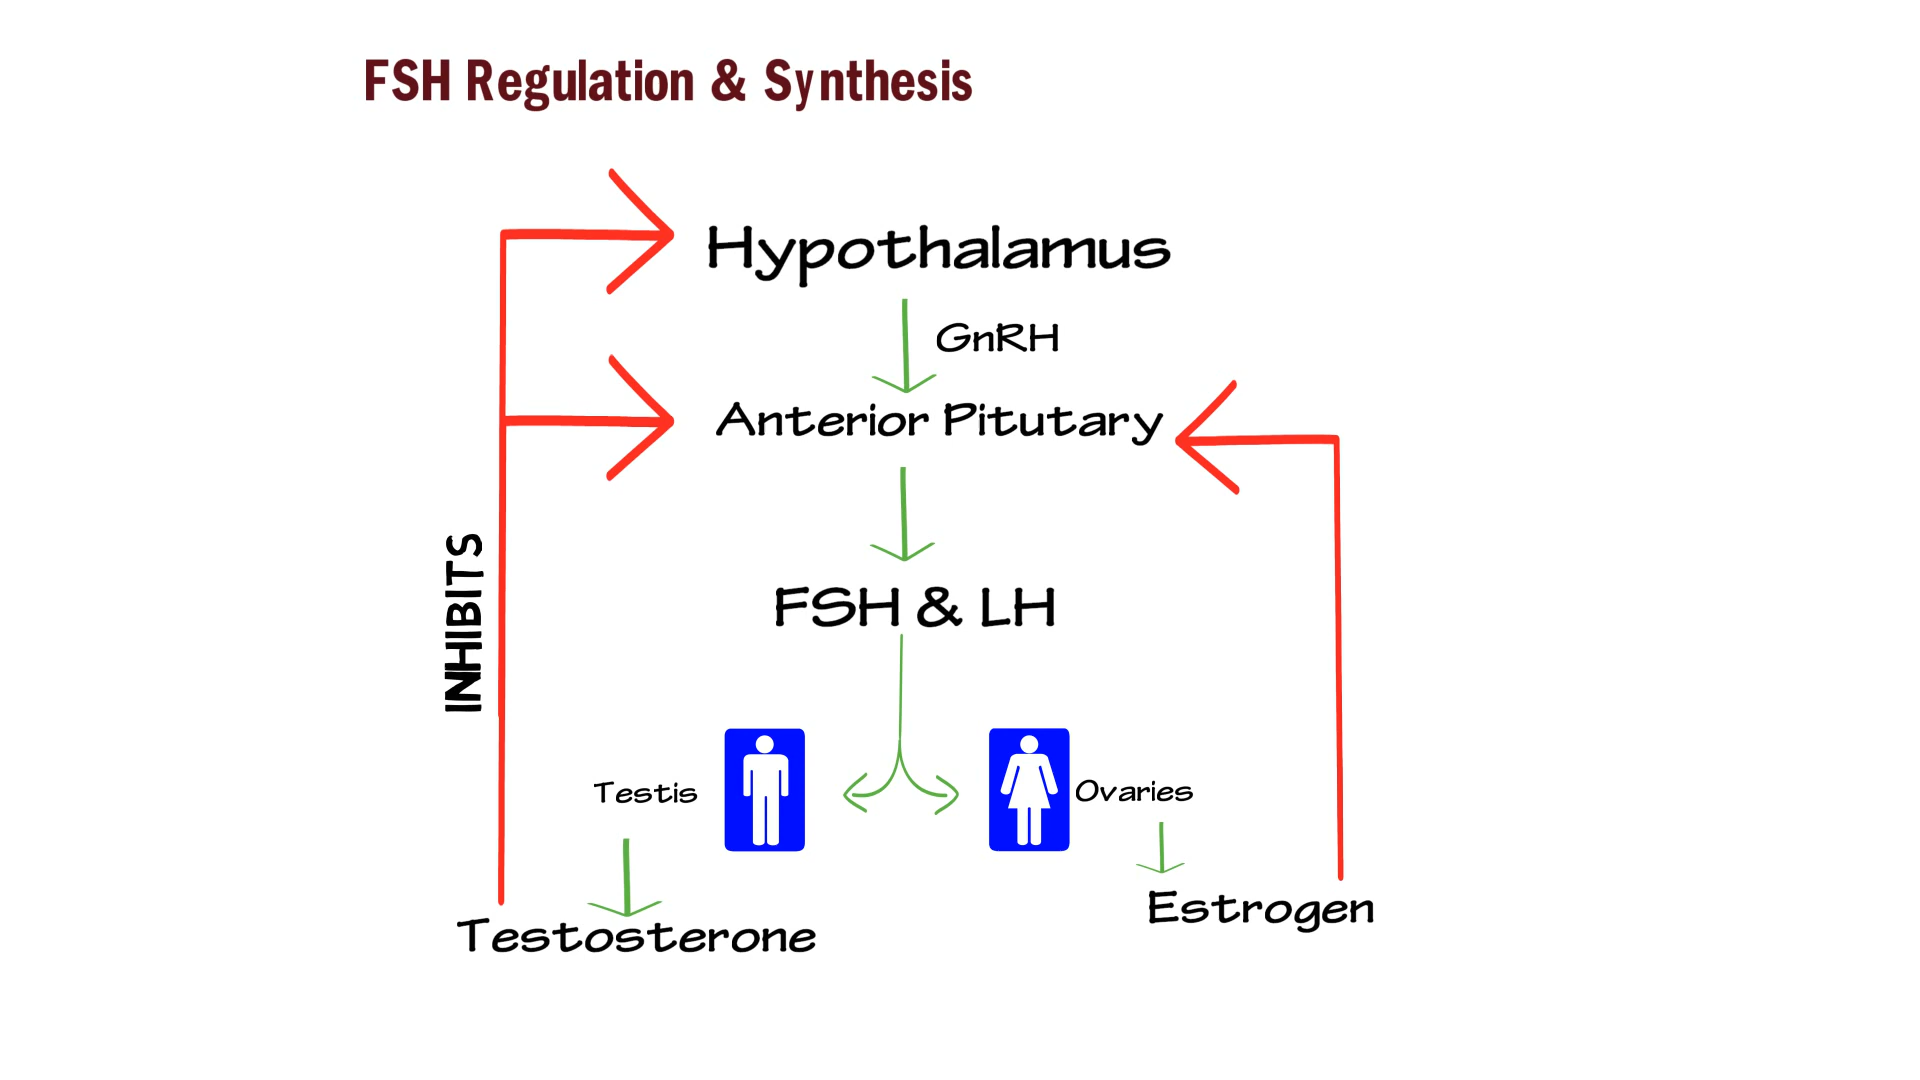 FSH Regulation & Synthesis
Hypothalamus
GnRH
Anterior Pitutary
INHIBITS
FSH & LH
Testis
Ovaries
Testosterone
Estrogen